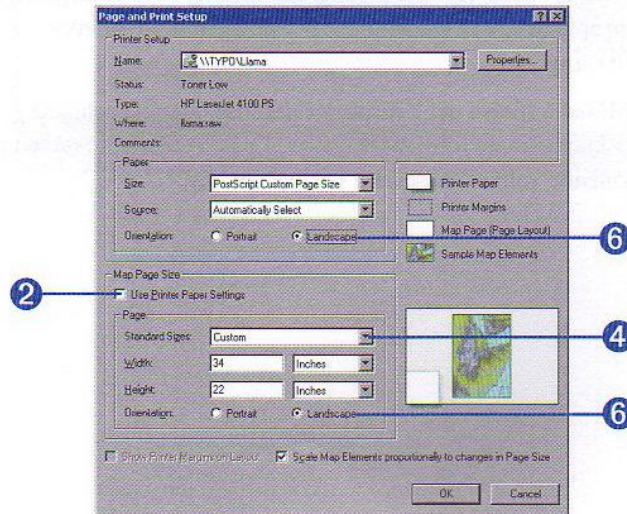 Page and Print Setup
Printer Setup
Name: \\TYPO\Llama Properties...
Status: Toner Low
Type: HP LaserJet 4100 PS
Where: llama:raw
Comments:
Paper
Size: PostScript Custom Page Size
Source: Automatically Select
Orientation: Portrait Landscape
Printer Paper
Printer Margins
Map Page (Page Layout)
Sample Map Elements
6
Map Page Size
2
Use Printer Paper Settings
Page
Standard Sizes: Custom
4
Width: 34 Inches
Height: 22 Inches
Orientation: Portrait Landscape
6
Show Printer Margins on Layout Scale Map Elements proportionally to changes in Page Size
OK Cancel